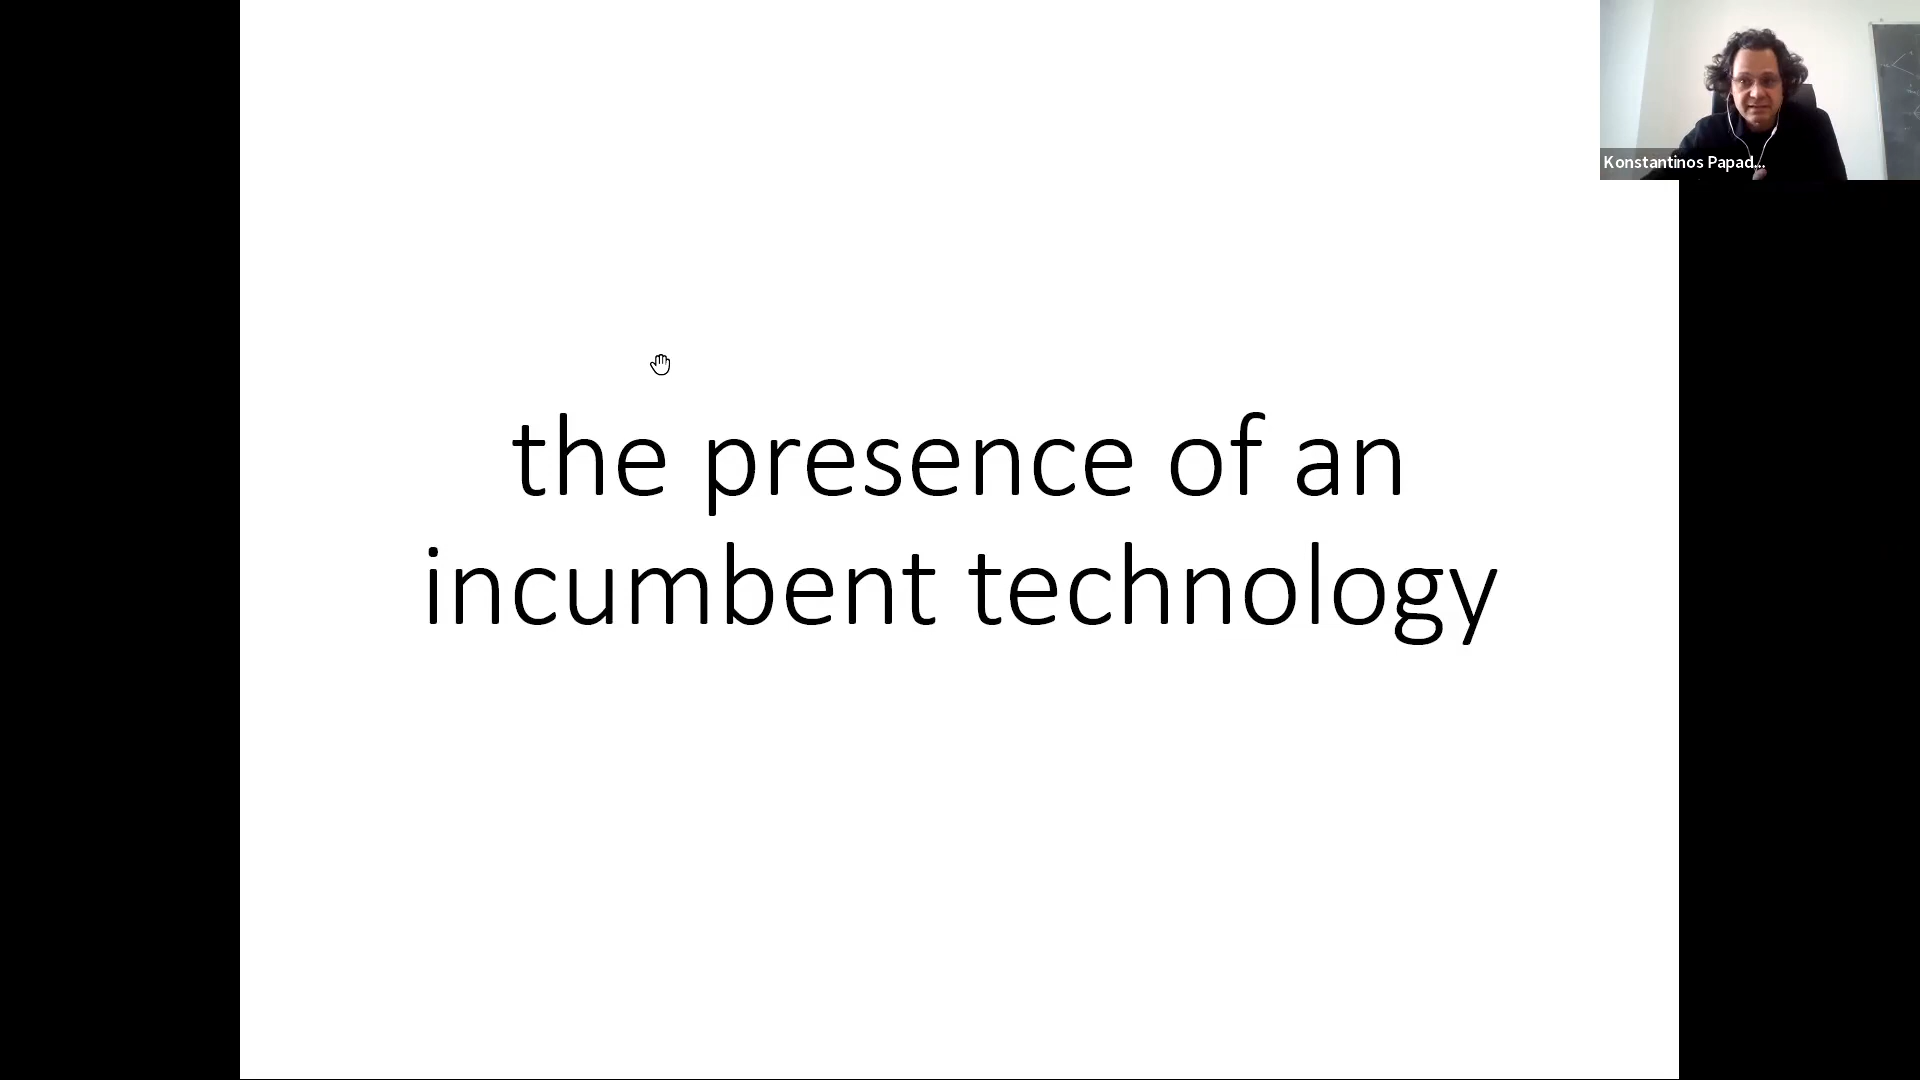 Konstantinos Papad...
the presence of an
incumbent technology